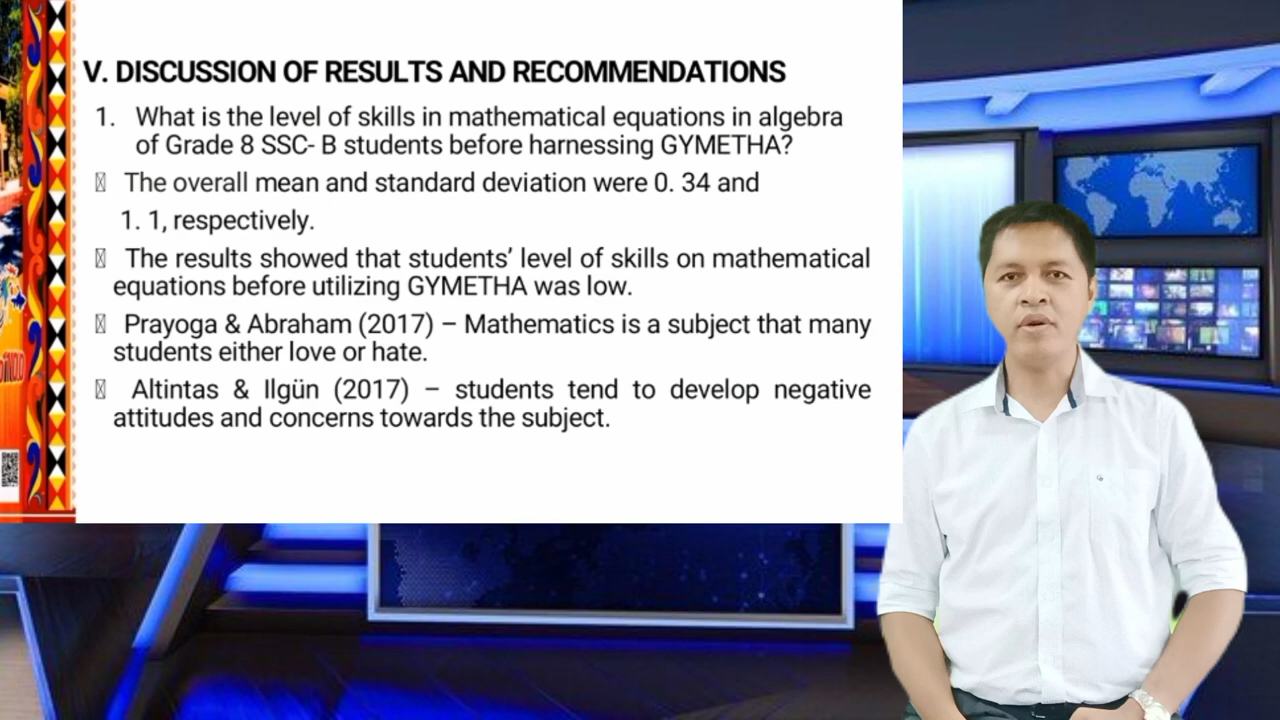 V. DISCUSSION OF RESULTS AND RECOMMENDATIONS
1. What is the level of skills in mathematical equations in algebra
of Grade 8 SSC- B students before harnessing GYMETHA?
The overall mean and standard deviation were 0. 34 and
1. 1, respectively.
The results showed that students’ level of skills on mathematical
equations before utilizing GYMETHA was low.
Prayoga & Abraham (2017) – Mathematics is a subject that many
students either love or hate.
Altintas & Ilgün (2017) – students tend to develop negative
attitudes and concerns towards the subject.